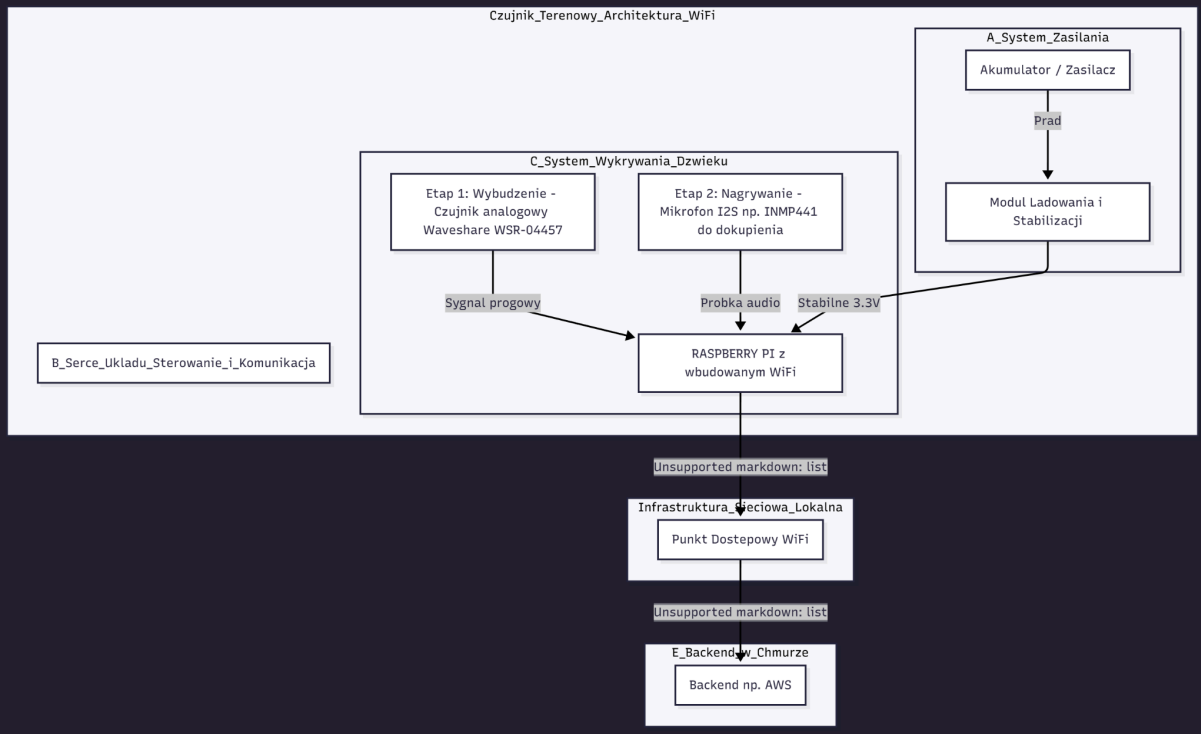 Czujnik_Terenowy_Architektura_WiFi
A_System_Zasilania
Akumulator / Zasilacz
Prad
Modul Ladowania i
Stabilizacji
C_System_Wykrywania_Dzwieku
Etap 1: Wybudzenie -
Czujnik analogowy
Waveshare WSR-04457
Etap 2: Nagrywanie -
Mikrofon I2S np. INMP441
do dokupienia
Sygnal progowy
Probka audio
Stabilne 3.3V
RASPBERRY PI z
wbudowanym WiFi
B_Serce_Ukladu_Sterowanie_i_Komunikacja
Unsupported markdown: list
Infrastruktura_Sieciowa_Lokalna
Punkt Dostepowy WiFi
Unsupported markdown: list
E_Backend_w_Chmurze
Backend np. AWS